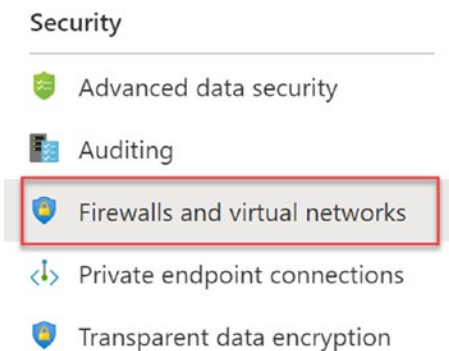 Security
Advanced data security
Auditing
Firewalls and virtual networks
Private endpoint connections
Transparent data encryption